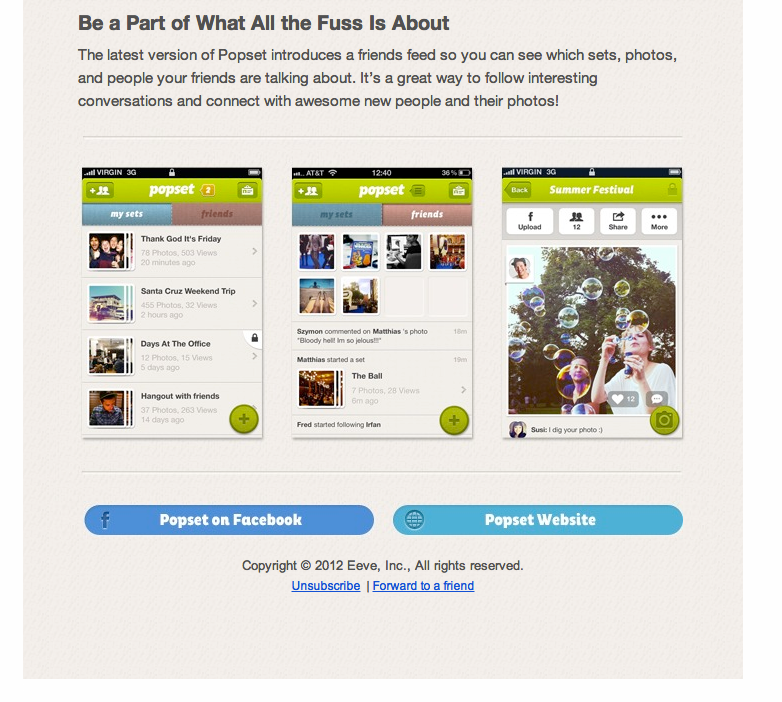 Be a Part of What All the Fuss Is About
The latest version of Popset introduces a friends feed so you can see which sets, photos,
and people your friends are talking about. It's a great way to follow interesting
conversations and connect with awesome new people and their photos!
VIRGIN 3G
popset 2
my sets friends
Thank God It's Friday
78 Photos, 503 Views
20 minutes ago
Santa Cruz Weekend Trip
455 Photos, 32 Views
2 hours ago
Days At The Office
12 Photos, 15 Views
5 days ago
Hangout with friends
37 Photos, 263 Views
14 days ago
AT&T 12:40 36%
popset
my sets friends
Szymon commented on Matthias 's photo 18m
"Bloody hell! Im so jelous!!!"
Matthias started a set 19m
The Ball
7 Photos, 28 Views
6m ago
Fred started following Irfan
VIRGIN 3G
Back Summer Festival
Upload 12 Share More
12
Susi: I dig your photo :)
Popset on Facebook Popset Website
Copyright © 2012 Eeve, Inc., All rights reserved.
Unsubscribe | Forward to a friend